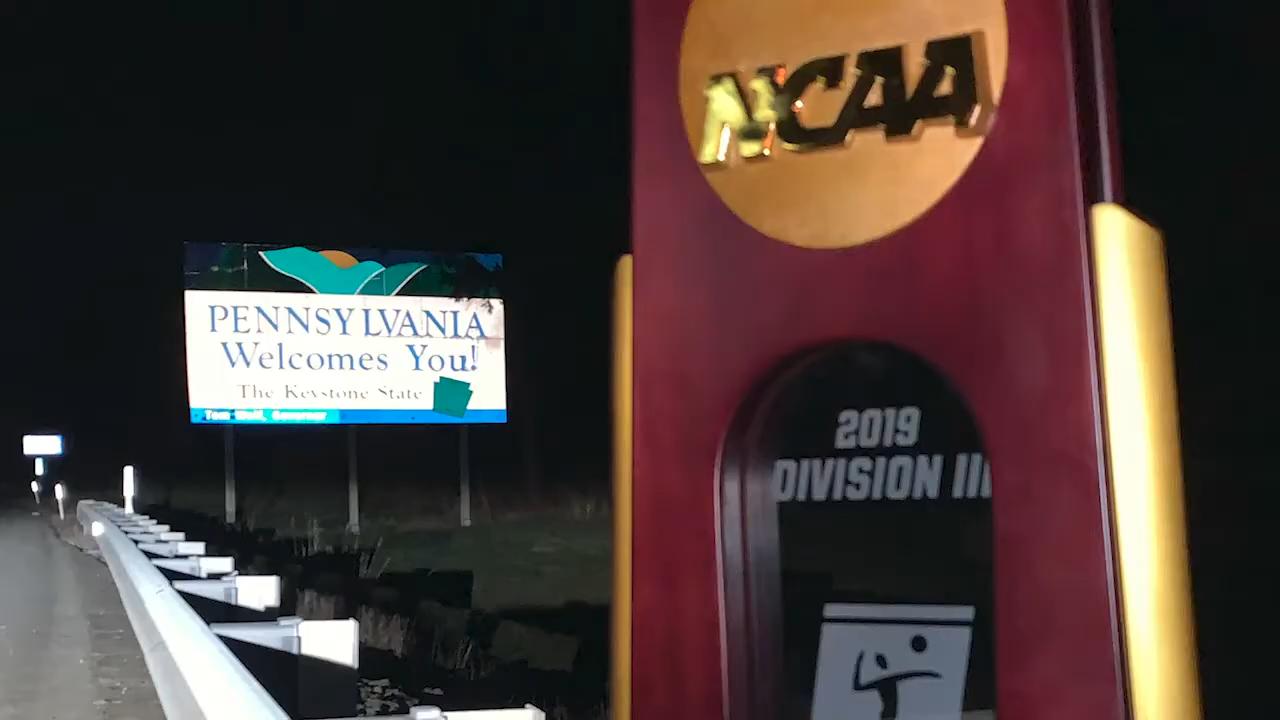 PENNSYLVANIA
Welcomes You!
The Keystone State
Tom Wolf, Governor
NCAA
2019
DIVISION III